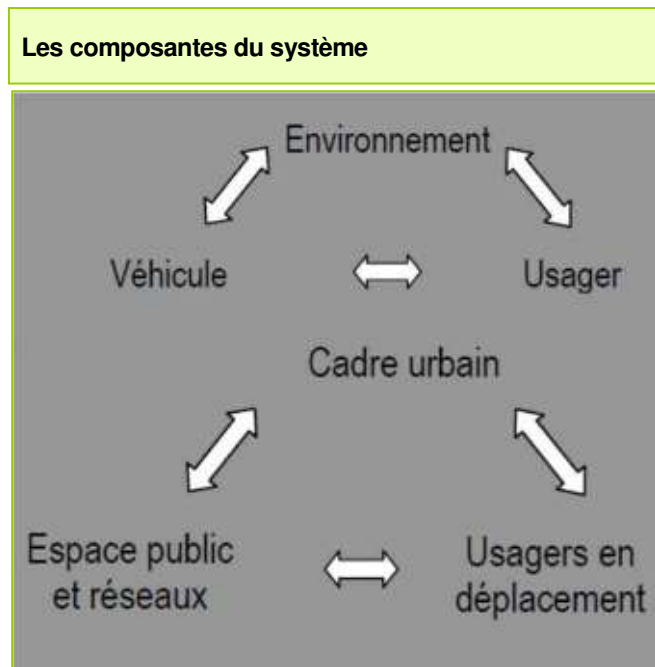 Les composantes du système
Environnement
Véhicule
Usager
Cadre urbain
Espace public
et réseaux
Usagers en
déplacement